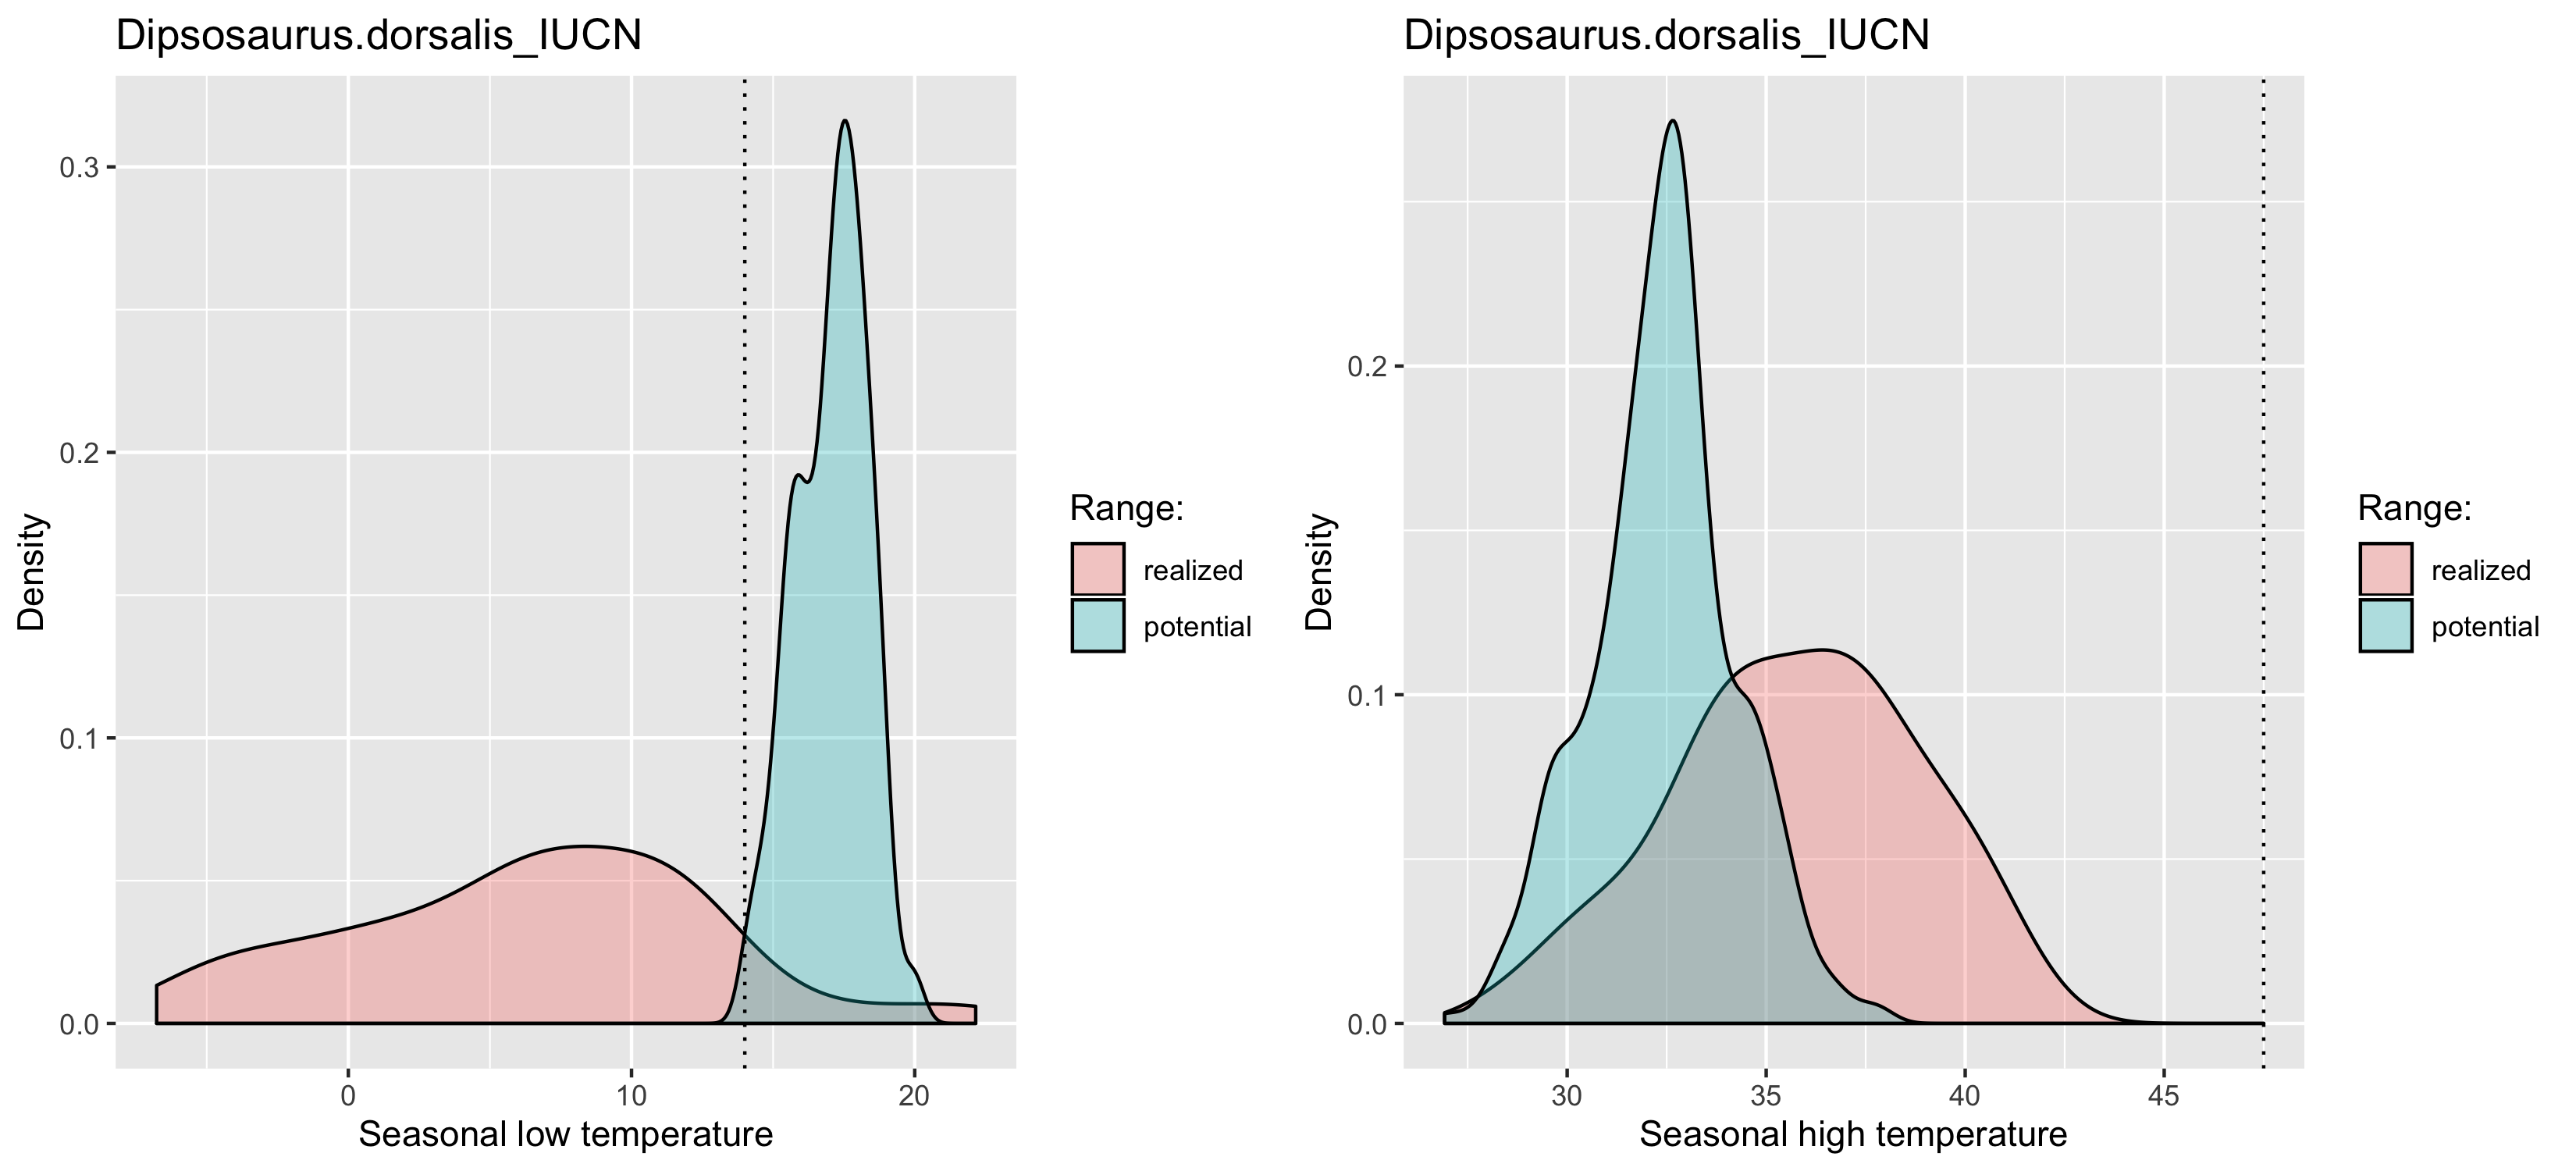 Dipsosaurus.dorsalis_IUCN
Density
0.3
0.2
0.1
0.0
0 10 20
Seasonal low temperature
Range:
realized
potential
Dipsosaurus.dorsalis_IUCN
Density
0.2
0.1
0.0
30 35 40 45
Seasonal high temperature
Range:
realized
potential